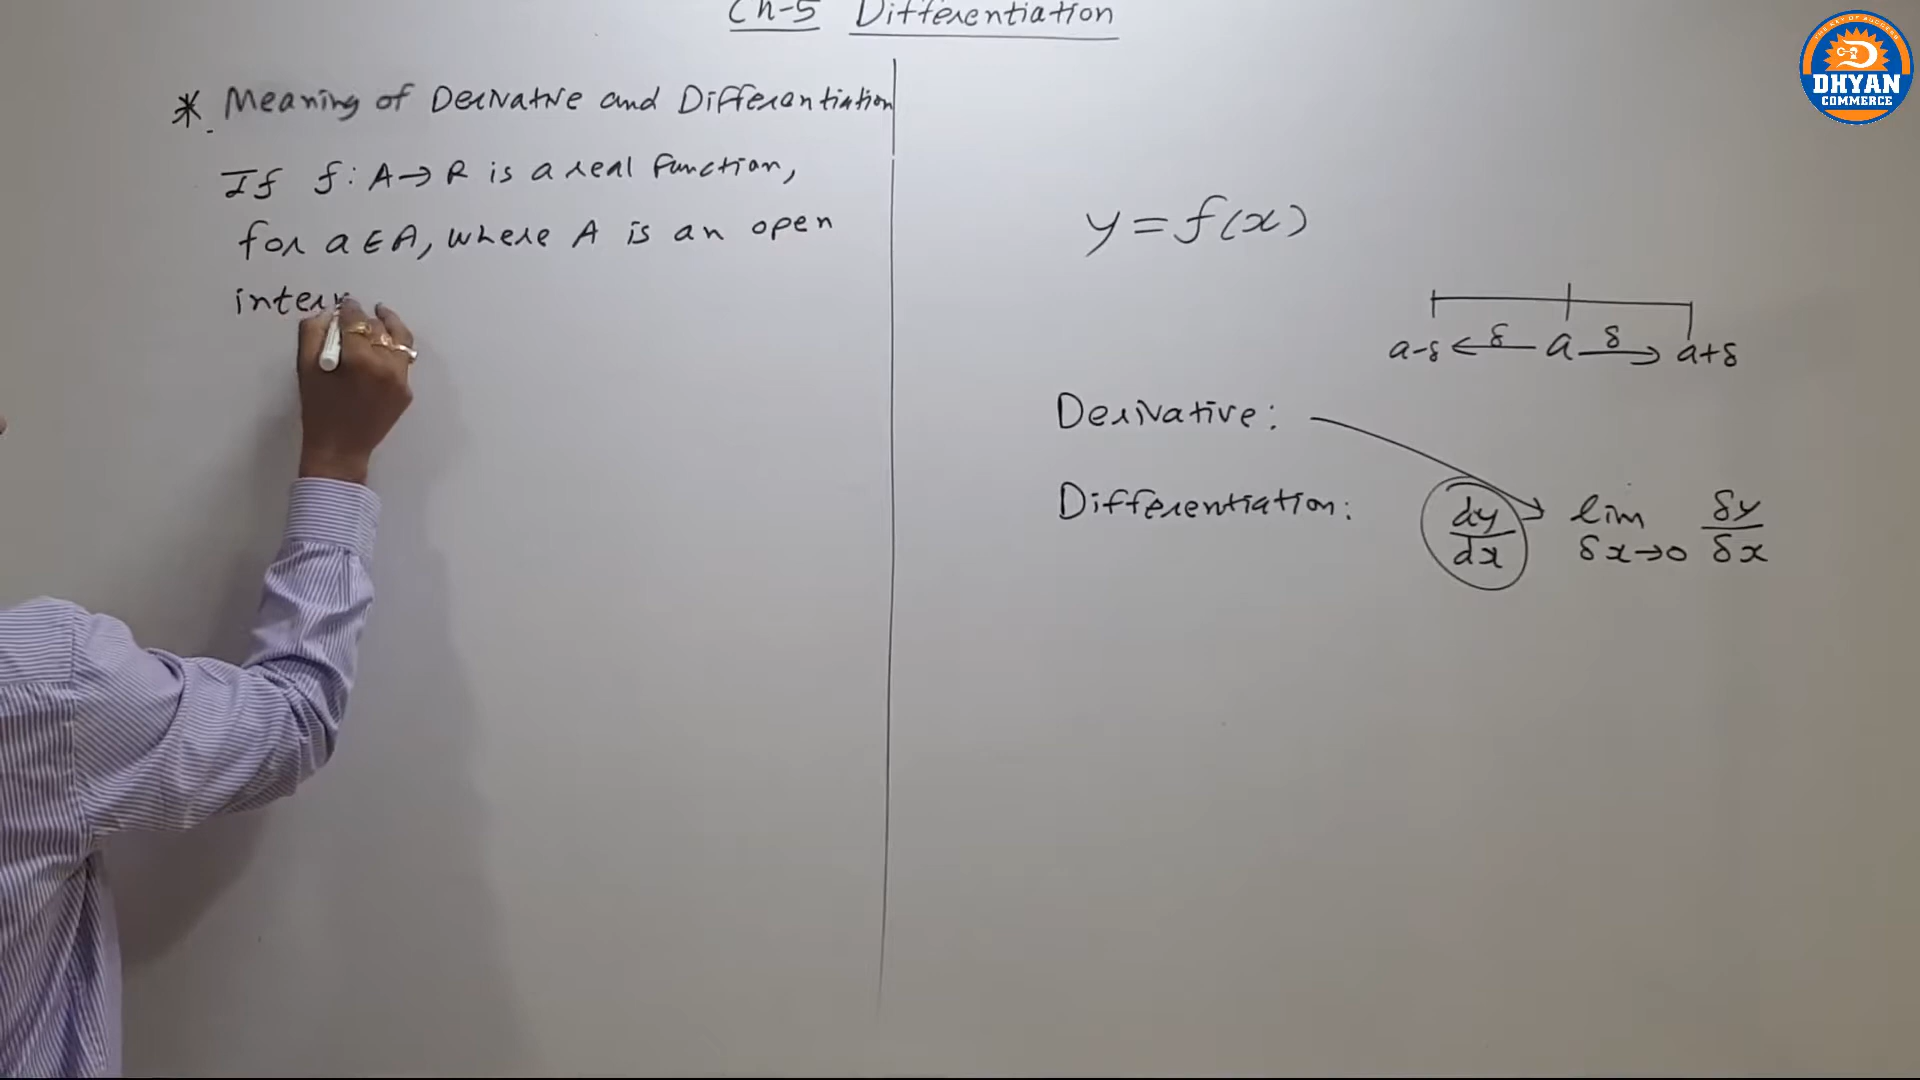 Ch-5 Differentiation
* Meaning of Derivative and Differentiation
If f: A→R is a real function,
for a∈A, where A is an open
inter
y = f(x)
a-δ ←δ a δ→ a+δ
Derivative:
Differentiation: dy/dx lim δx→0 δy/δx
DHYAN
COMMERCE